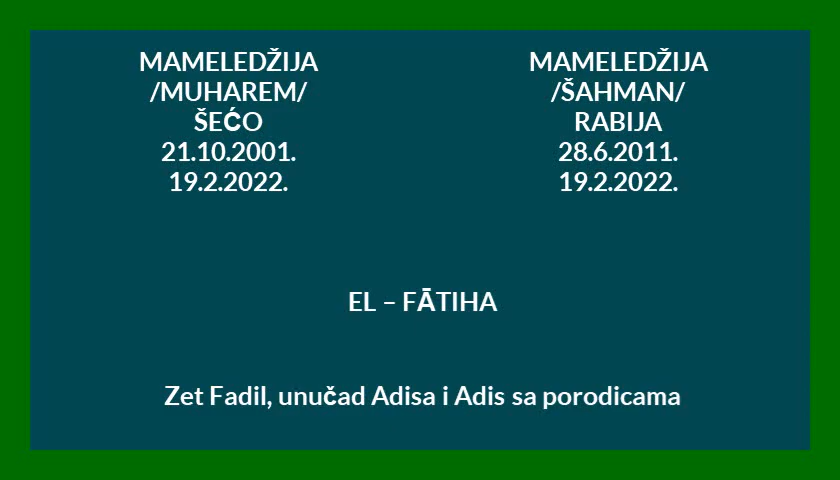 MAMELEDŽIJA
/MUHAREM/
ŠEĆO
21.10.2001.
19.2.2022.
MAMELEDŽIJA
/ŠAHMAN/
RABIJA
28.6.2011.
19.2.2022.
EL – FĀTIHA
Zet Fadil, unučad Adisa i Adis sa porodicama